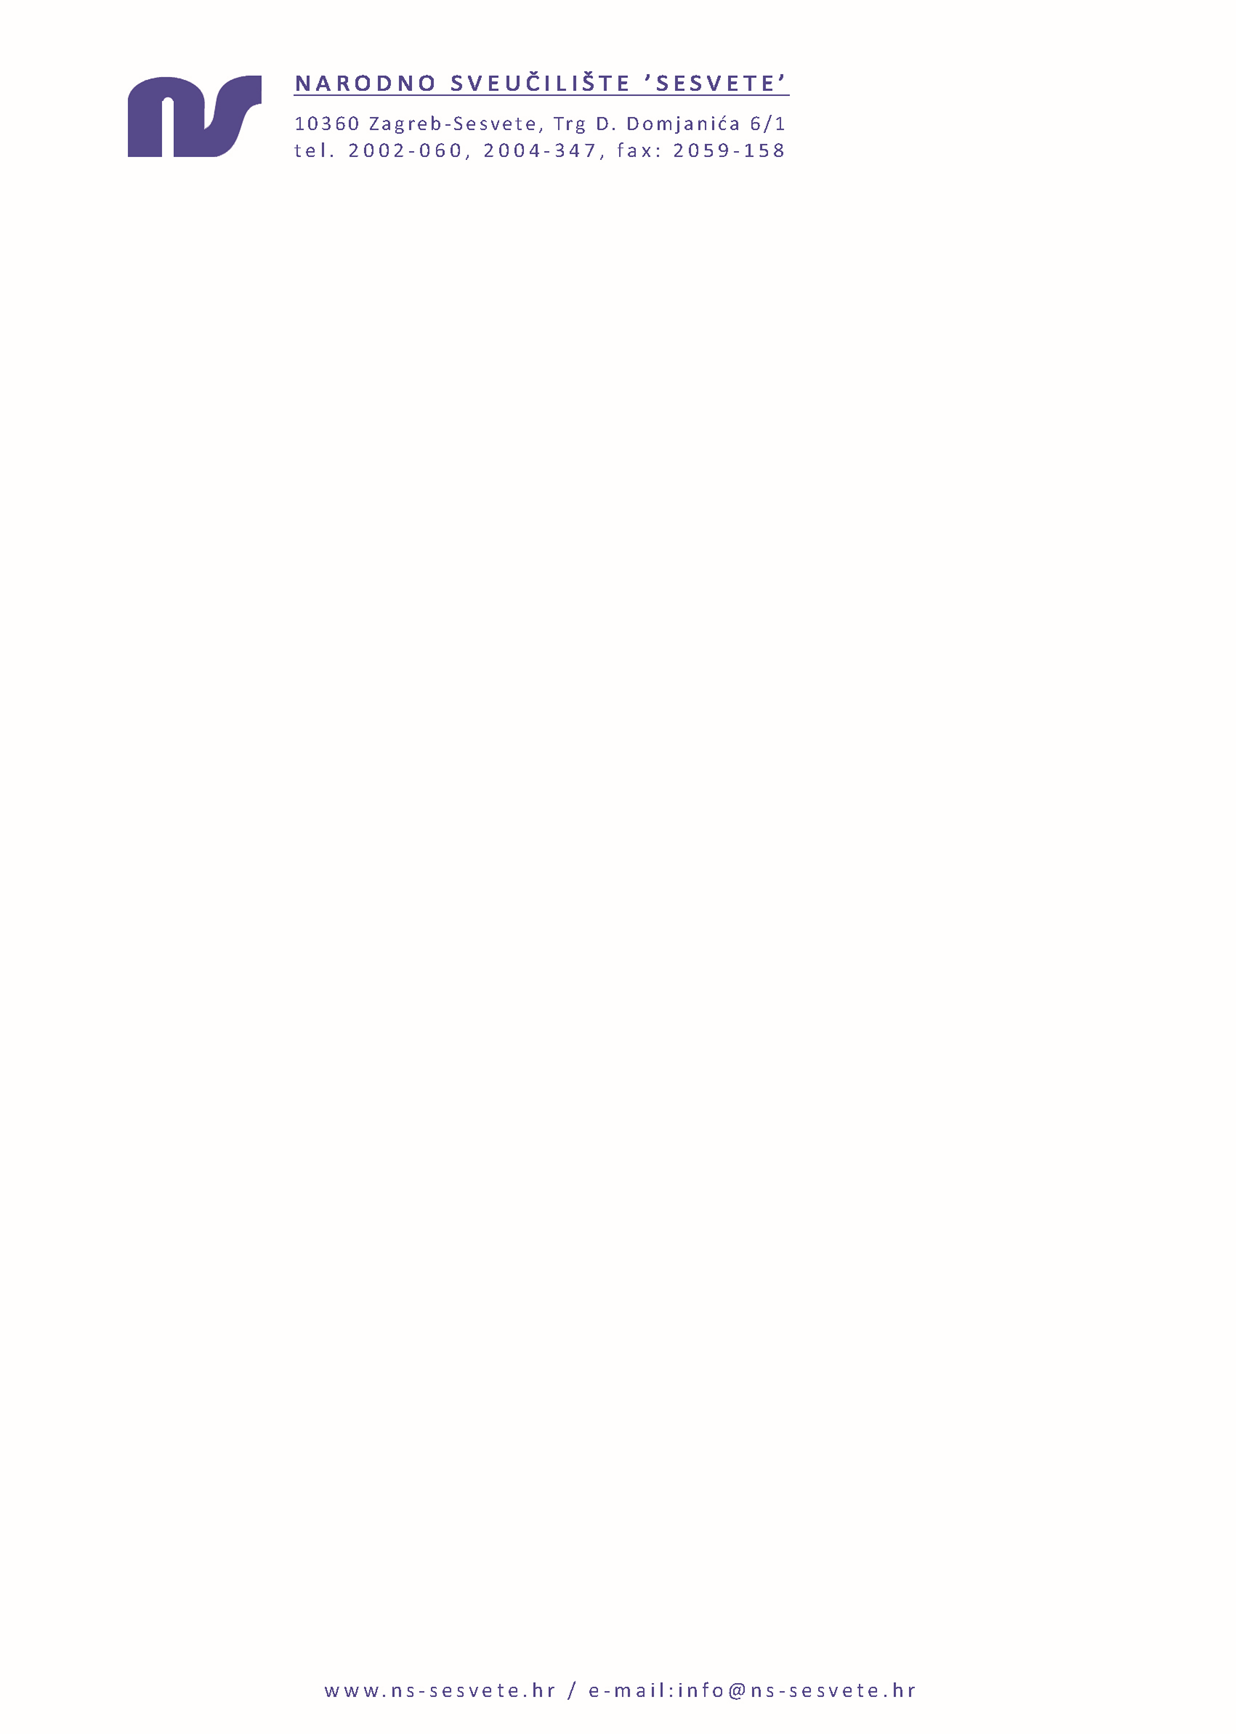 ns
NARODNO SVEUČILIŠTE ’SESVETE’
10360 Zagreb-Sesvete, Trg D. Domjanića 6/1
tel. 2002-060, 2004-347, fax: 2059-158
www.ns-sesvete.hr / e-mail:info@ns-sesvete.hr